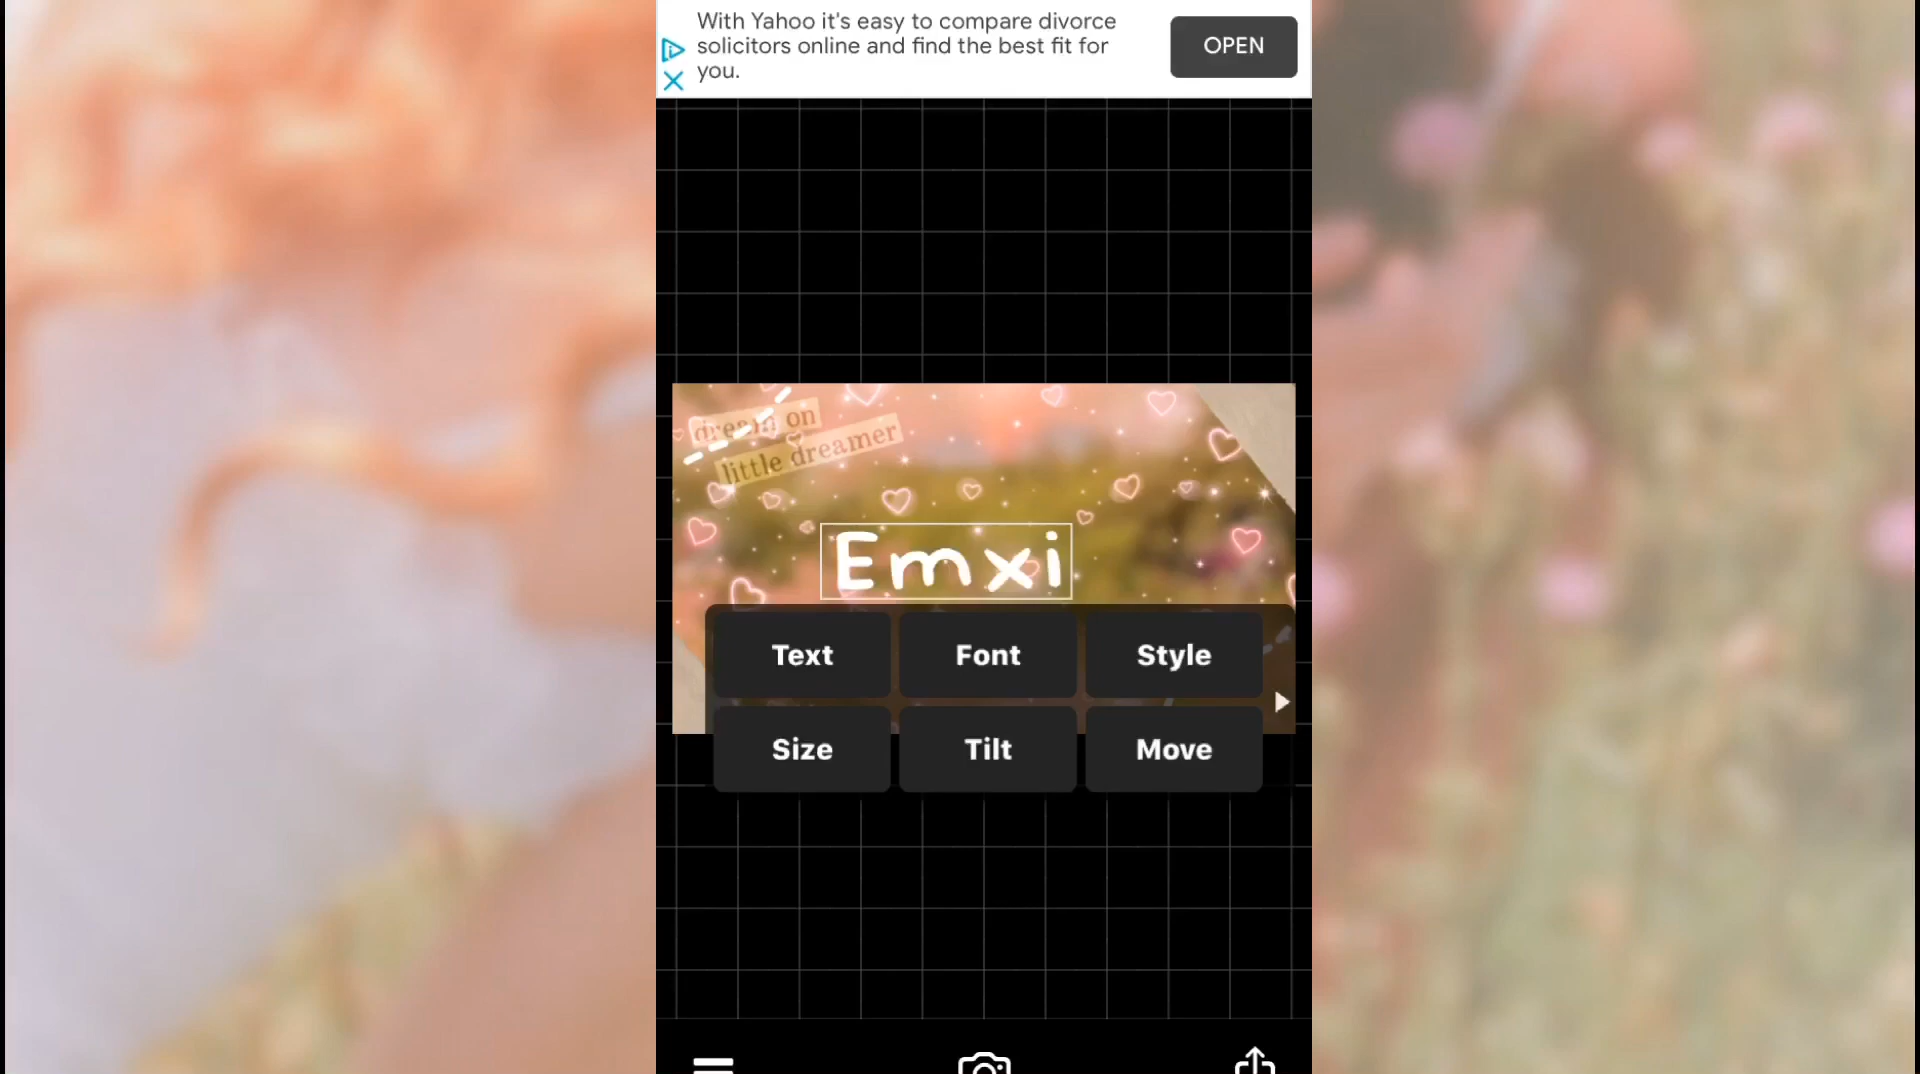 With Yahoo it's easy to compare divorce
solicitors online and find the best fit for
you.
OPEN
dream on
little dreamer
Emxi
Text
Font
Style
Size
Tilt
Move